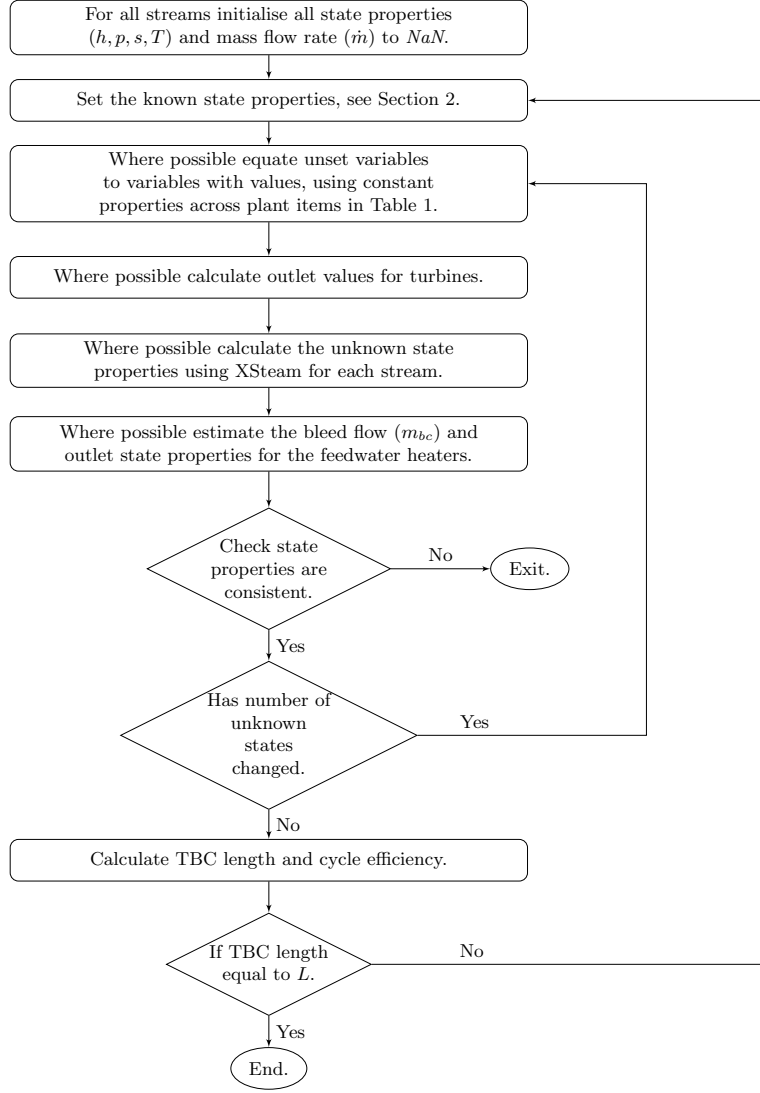 For all streams initialise all state properties
(h, p, s, T) and mass flow rate (ṁ) to NaN.
Set the known state properties, see Section 2.
Where possible equate unset variables
to variables with values, using constant
properties across plant items in Table 1.
Where possible calculate outlet values for turbines.
Where possible calculate the unknown state
properties using XSteam for each stream.
Where possible estimate the bleed flow (m_bc) and
outlet state properties for the feedwater heaters.
Check state
properties are
consistent.
No
Exit.
Yes
Has number of
unknown
states
changed.
Yes
No
Calculate TBC length and cycle efficiency.
If TBC length
equal to L.
No
Yes
End.